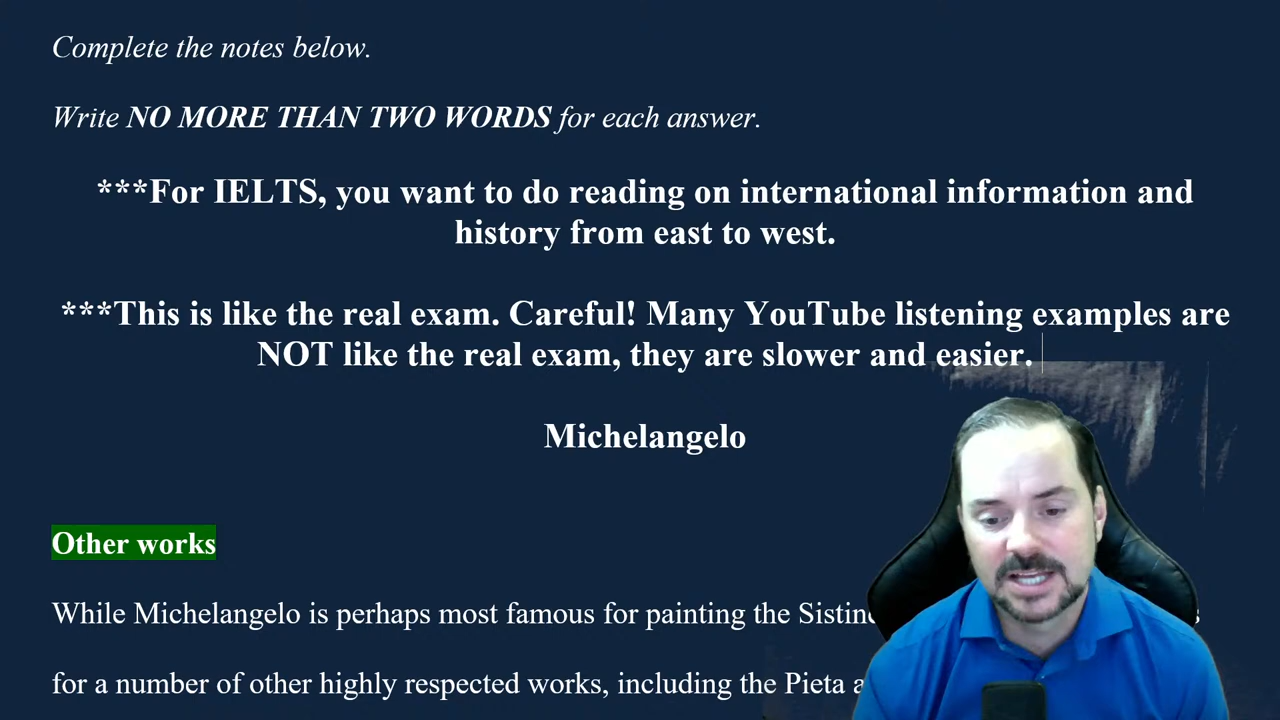 Complete the notes below.
Write NO MORE THAN TWO WORDS for each answer.
***For IELTS, you want to do reading on international information and
history from east to west.
***This is like the real exam. Careful! Many YouTube listening examples are
NOT like the real exam, they are slower and easier.
Michelangelo
Other works
While Michelangelo is perhaps most famous for painting the
for a number of other highly respected works, including the Pieta